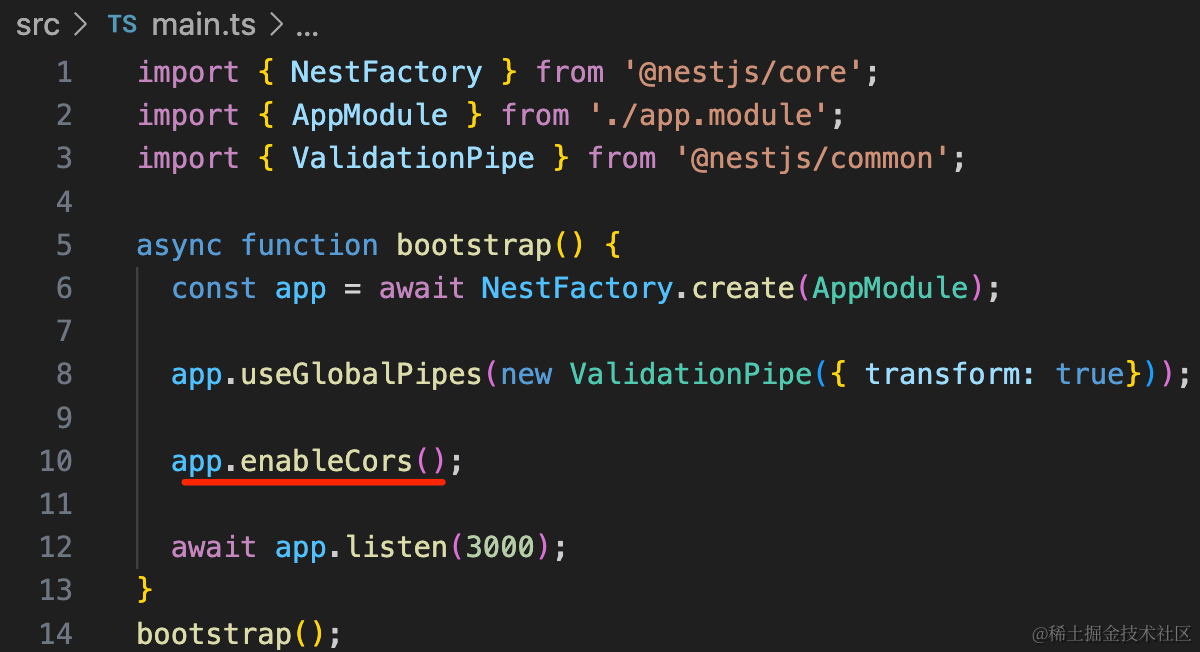 src > TS main.ts > ...
1 import { NestFactory } from '@nestjs/core';
2 import { AppModule } from './app.module';
3 import { ValidationPipe } from '@nestjs/common';
4
5 async function bootstrap() {
6   const app = await NestFactory.create(AppModule);
7
8   app.useGlobalPipes(new ValidationPipe({ transform: true}));
9
10   app.enableCors();
11
12   await app.listen(3000);
13 }
14 bootstrap();
@稀土掘金技术社区